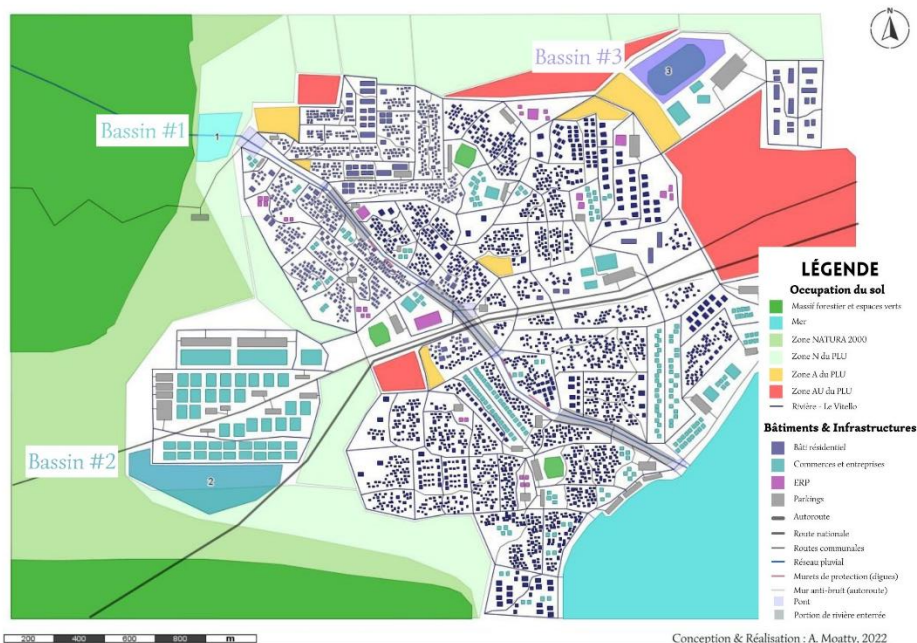 N
Bassin #3
3
Bassin #1
1
Bassin #2
2
LÉGENDE
Occupation du sol
Massif forestier et espaces verts
Mer
Zone NATURA 2000
Zone N du PLU
Zone A du PLU
Zone AU du PLU
Rivière - Le Vitello
Bâtiments & Infrastructures
Bâti résidentiel
Commerces et entreprises
ERP
Parkings
Autoroute
Route nationale
Routes communales
Réseau pluvial
Murets de protection (digues)
Mur anti-bruit (autoroute)
Pont
Portion de rivière enterrée
200 400 600 800 m
Conception & Réalisation : A. Moatty, 2022